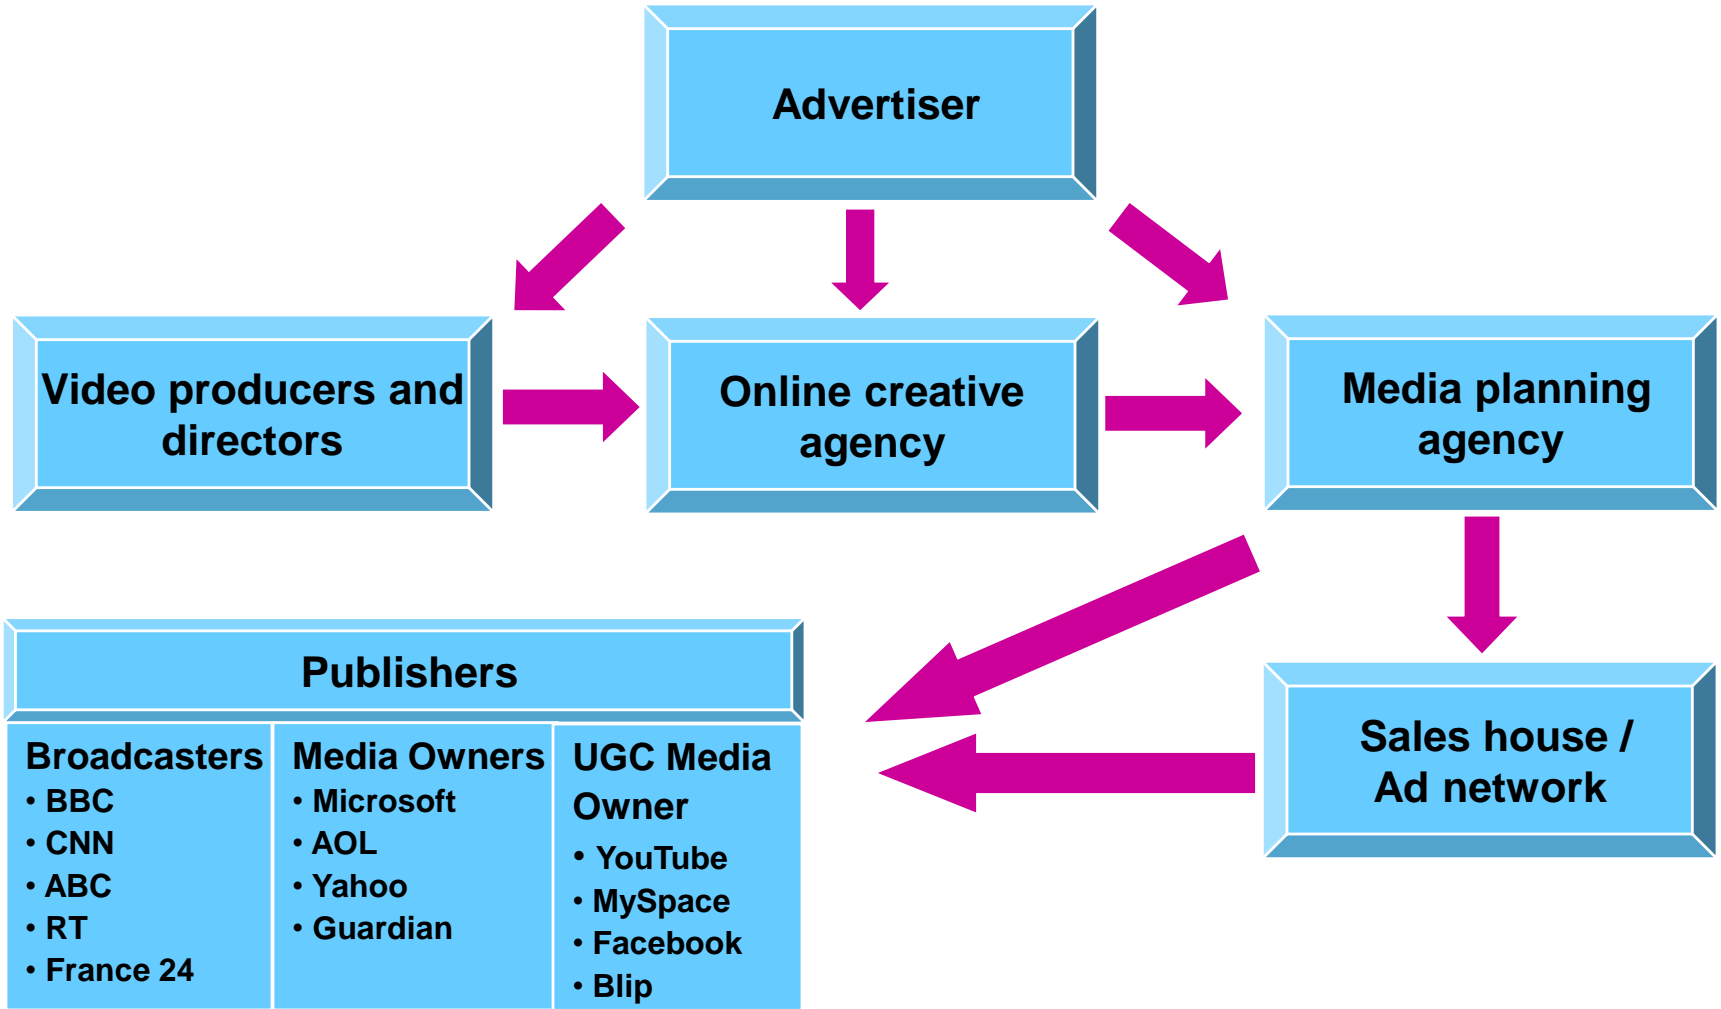 Advertiser
Video producers and
directors
Online creative
agency
Media planning
agency
Publishers
Broadcasters
• BBC
• CNN
• ABC
• RT
• France 24
Media Owners
• Microsoft
• AOL
• Yahoo
• Guardian
UGC Media
Owner
• YouTube
• MySpace
• Facebook
• Blip
Sales house /
Ad network